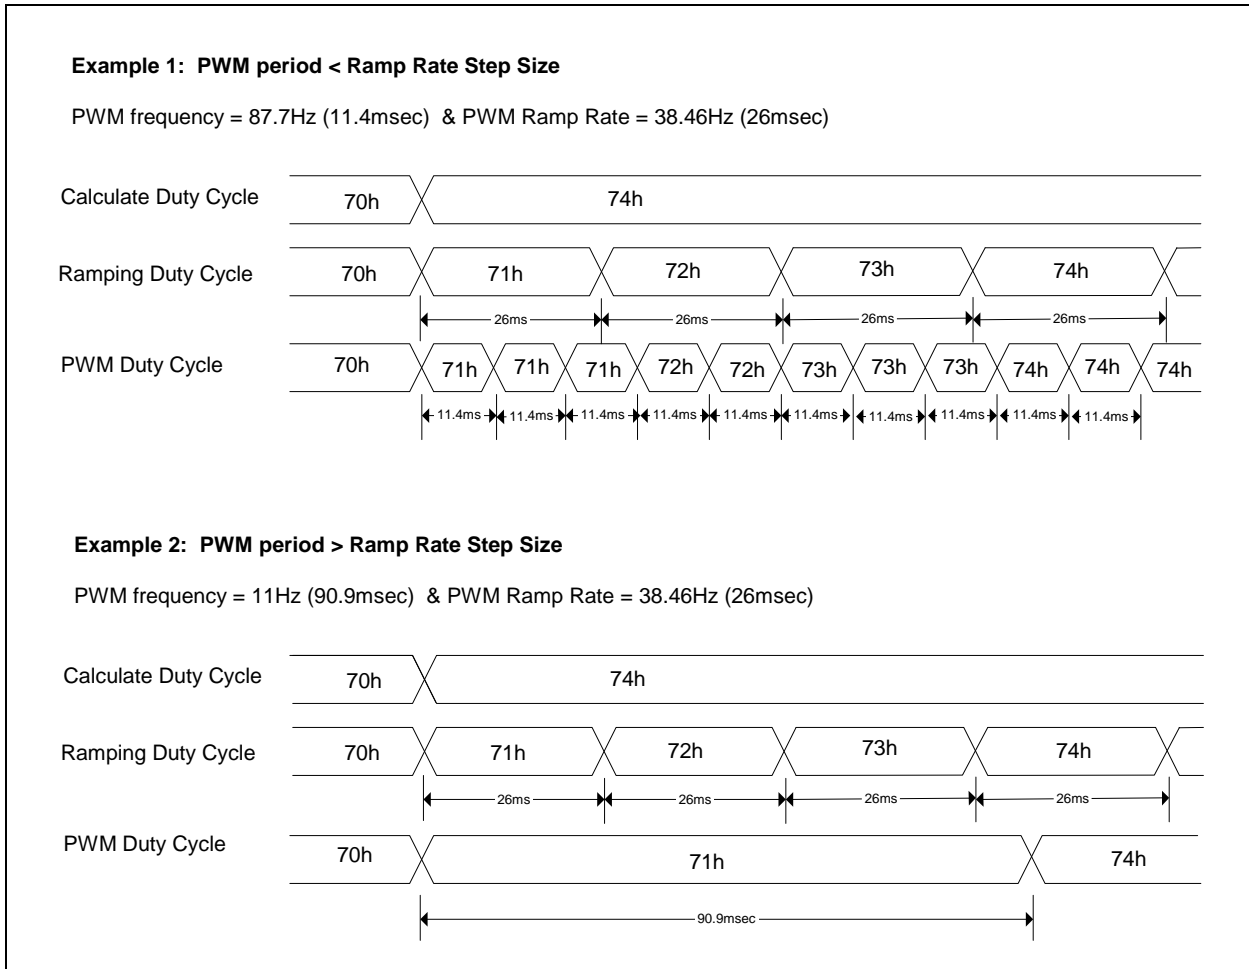 Example 1: PWM period < Ramp Rate Step Size
PWM frequency = 87.7Hz (11.4msec) & PWM Ramp Rate = 38.46Hz (26msec)
Calculate Duty Cycle 70h 74h
Ramping Duty Cycle 70h 71h 72h 73h 74h
26ms 26ms 26ms 26ms
PWM Duty Cycle 70h 71h 71h 71h 72h 72h 73h 73h 73h 74h 74h 74h
11.4ms 11.4ms 11.4ms 11.4ms 11.4ms 11.4ms 11.4ms 11.4ms 11.4ms 11.4ms
Example 2: PWM period > Ramp Rate Step Size
PWM frequency = 11Hz (90.9msec) & PWM Ramp Rate = 38.46Hz (26msec)
Calculate Duty Cycle 70h 74h
Ramping Duty Cycle 70h 71h 72h 73h 74h
26ms 26ms 26ms 26ms
PWM Duty Cycle 70h 71h 74h
90.9msec